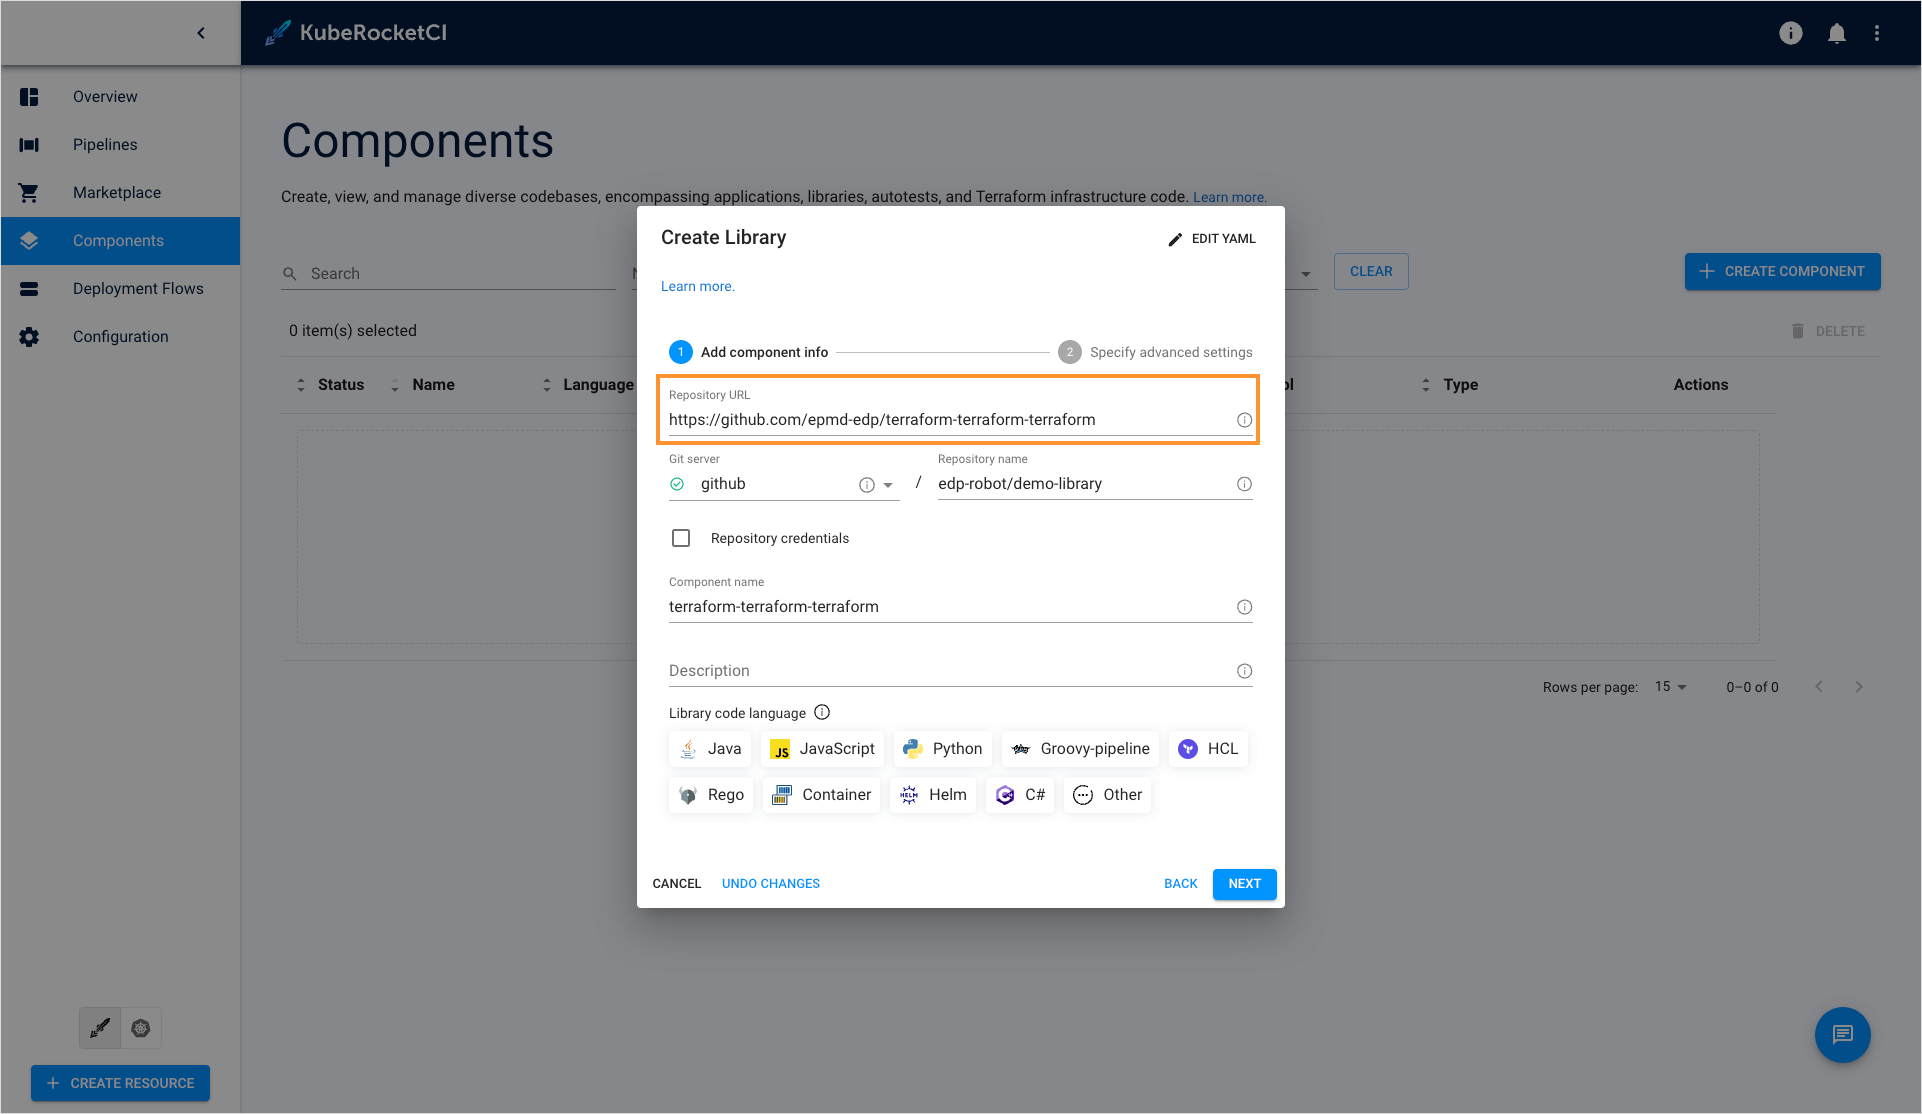 KubeRocketCI
Overview
Pipelines
Marketplace
Components
Deployment Flows
Configuration
CREATE RESOURCE
Components
Create, view, and manage diverse codebases, encompassing applications, libraries, autotests, and Terraform infrastructure code. Learn more.
Search
CLEAR
CREATE COMPONENT
0 item(s) selected
DELETE
Status Name Language Type Actions
Rows per page: 15 0–0 of 0
Create Library
EDIT YAML
Learn more.
1 Add component info 2 Specify advanced settings
Repository URL
https://github.com/epmd-edp/terraform-terraform-terraform
Git server Repository name
github / edp-robot/demo-library
Repository credentials
Component name
terraform-terraform-terraform
Description
Library code language
Java JavaScript Python Groovy-pipeline HCL
Rego Container Helm C# Other
CANCEL UNDO CHANGES BACK NEXT